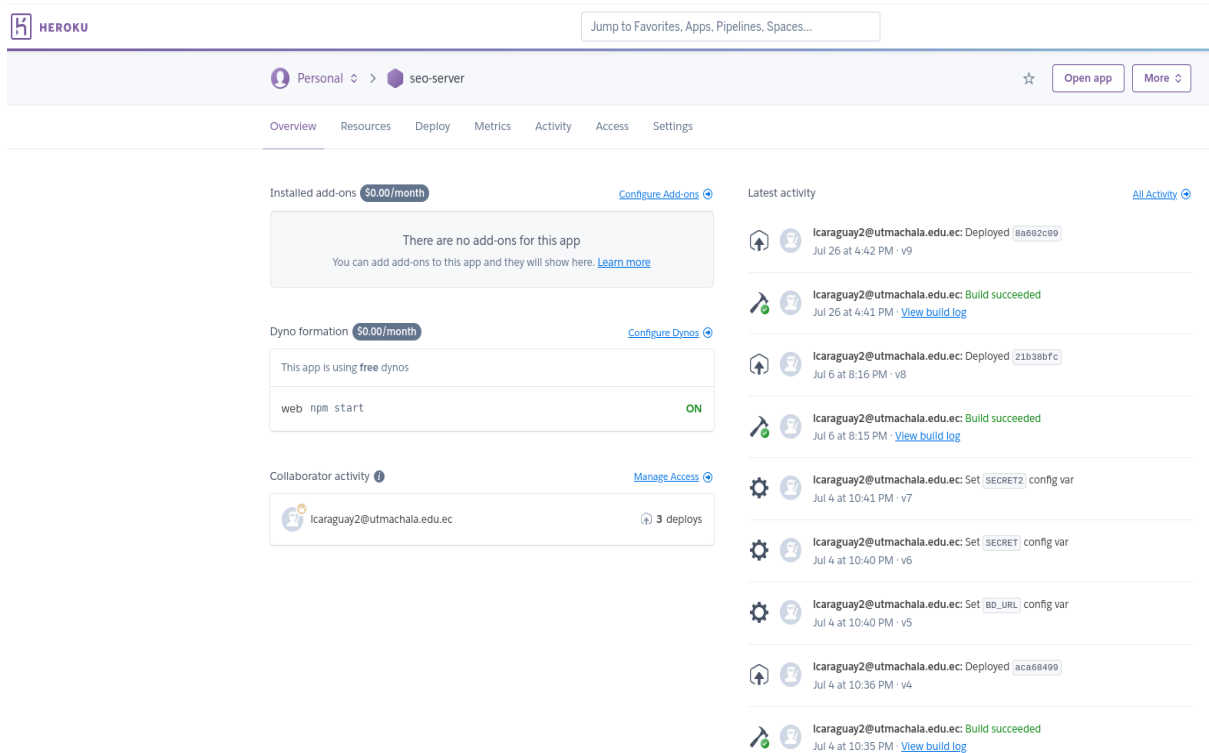 HEROKU
Jump to Favorites, Apps, Pipelines, Spaces...
Personal > seo-server
Open app
More
Overview Resources Deploy Metrics Activity Access Settings
Installed add-ons $0.00/month
Configure Add-ons
There are no add-ons for this app
You can add add-ons to this app and they will show here. Learn more
Dyno formation $0.00/month
Configure Dynos
This app is using free dynos
web npm start ON
Collaborator activity
Manage Access
lcaraguay2@utmachala.edu.ec 3 deploys
Latest activity
All Activity
lcaraguay2@utmachala.edu.ec: Deployed 8a602c09
Jul 26 at 4:42 PM · v9
lcaraguay2@utmachala.edu.ec: Build succeeded
Jul 26 at 4:41 PM · View build log
lcaraguay2@utmachala.edu.ec: Deployed 21b38bfc
Jul 6 at 8:16 PM · v8
lcaraguay2@utmachala.edu.ec: Build succeeded
Jul 6 at 8:15 PM · View build log
lcaraguay2@utmachala.edu.ec: Set SECRET2 config var
Jul 4 at 10:41 PM · v7
lcaraguay2@utmachala.edu.ec: Set SECRET config var
Jul 4 at 10:40 PM · v6
lcaraguay2@utmachala.edu.ec: Set BD_URL config var
Jul 4 at 10:40 PM · v5
lcaraguay2@utmachala.edu.ec: Deployed aca68499
Jul 4 at 10:36 PM · v4
lcaraguay2@utmachala.edu.ec: Build succeeded
Jul 4 at 10:35 PM · View build log